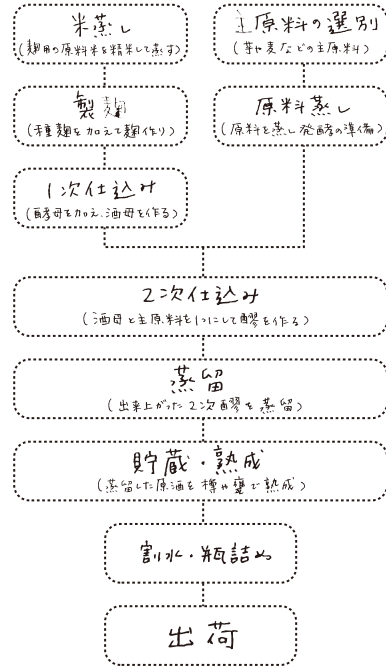 米蒸し
(麹用の原料米を精米して蒸す)
主原料の選別
(芋や麦などの主原料)
製麹
(種麹を加えて麹作り)
原料蒸し
(原料を蒸し発酵の準備)
1次仕込み
(酵母を加え、酒母を作る)
2次仕込み
(酒母と主原料を1つにして醪を作る)
蒸留
(出来上がった2次醪を蒸留)
貯蔵・熟成
(蒸留した原酒を樽や甕で熟成)
割水・瓶詰め
出荷